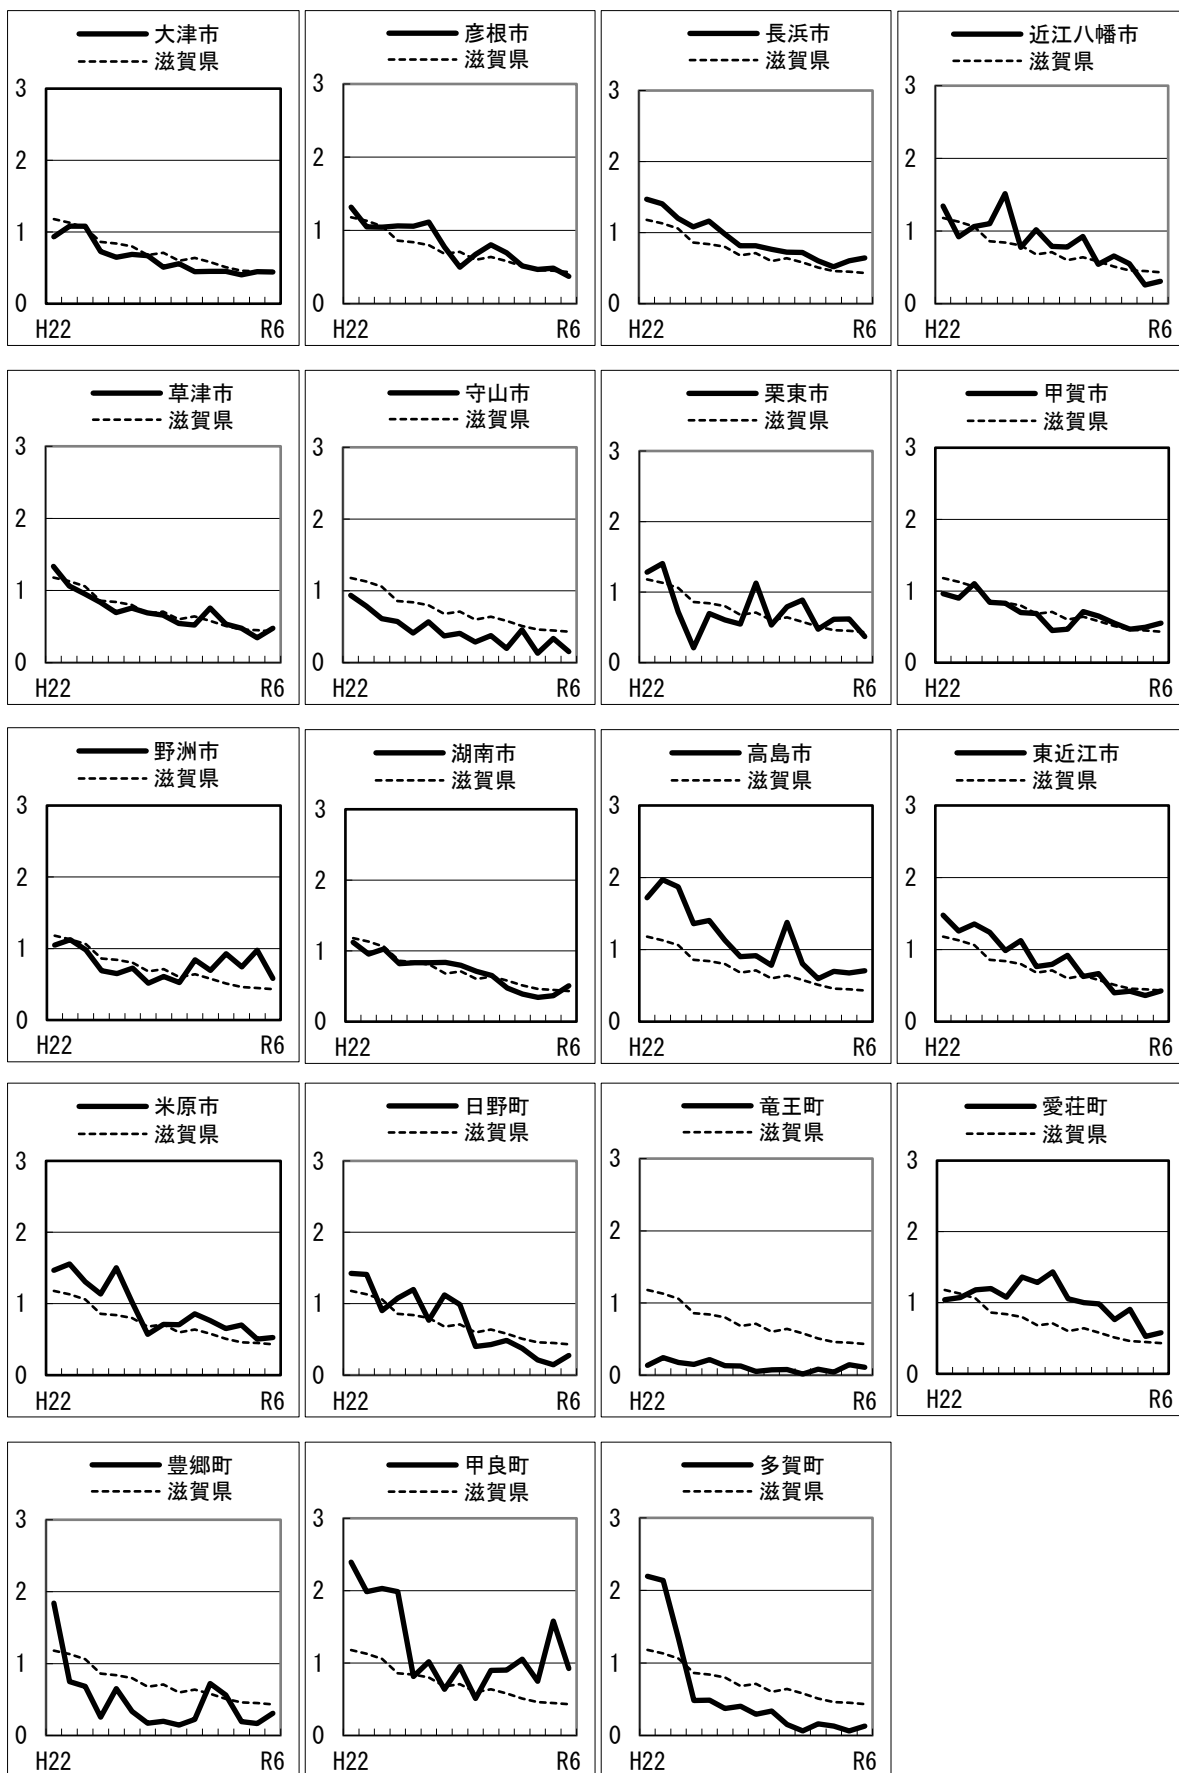 大津市
滋賀県
3
2
1
0
H22 R6
彦根市
滋賀県
3
2
1
0
H22 R6
長浜市
滋賀県
3
2
1
0
H22 R6
近江八幡市
滋賀県
3
2
1
0
H22 R6
草津市
滋賀県
3
2
1
0
H22 R6
守山市
滋賀県
3
2
1
0
H22 R6
栗東市
滋賀県
3
2
1
0
H22 R6
甲賀市
滋賀県
3
2
1
0
H22 R6
野洲市
滋賀県
3
2
1
0
H22 R6
湖南市
滋賀県
3
2
1
0
H22 R6
高島市
滋賀県
3
2
1
0
H22 R6
東近江市
滋賀県
3
2
1
0
H22 R6
米原市
滋賀県
3
2
1
0
H22 R6
日野町
滋賀県
3
2
1
0
H22 R6
竜王町
滋賀県
3
2
1
0
H22 R6
愛荘町
滋賀県
3
2
1
0
H22 R6
豊郷町
滋賀県
3
2
1
0
H22 R6
甲良町
滋賀県
3
2
1
0
H22 R6
多賀町
滋賀県
3
2
1
0
H22 R6